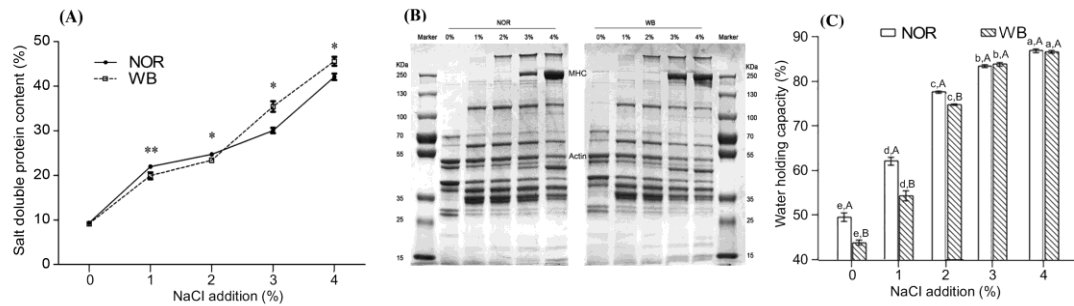 (A)
NOR
WB
Salt doluble protein content (%)
50
40
30
20
10
0
**
*
*
*
0 1 2 3 4
NaCl addition (%)
(B)
NOR WB
Marker 0% 1% 2% 3% 4% 0% 1% 2% 3% 4% Marker
KDa KDa
250 MHC 250
130 130
100 100
70 70
55 Actin 55
35 35
25 25
15 15
(C)
NOR WB
Water holding capacity (%)
90
80
70
60
50
40
e,A e,B
d,A d,B
c,A c,B
b,A b,A
a,A a,A
0 1 2 3 4
NaCl addition (%)